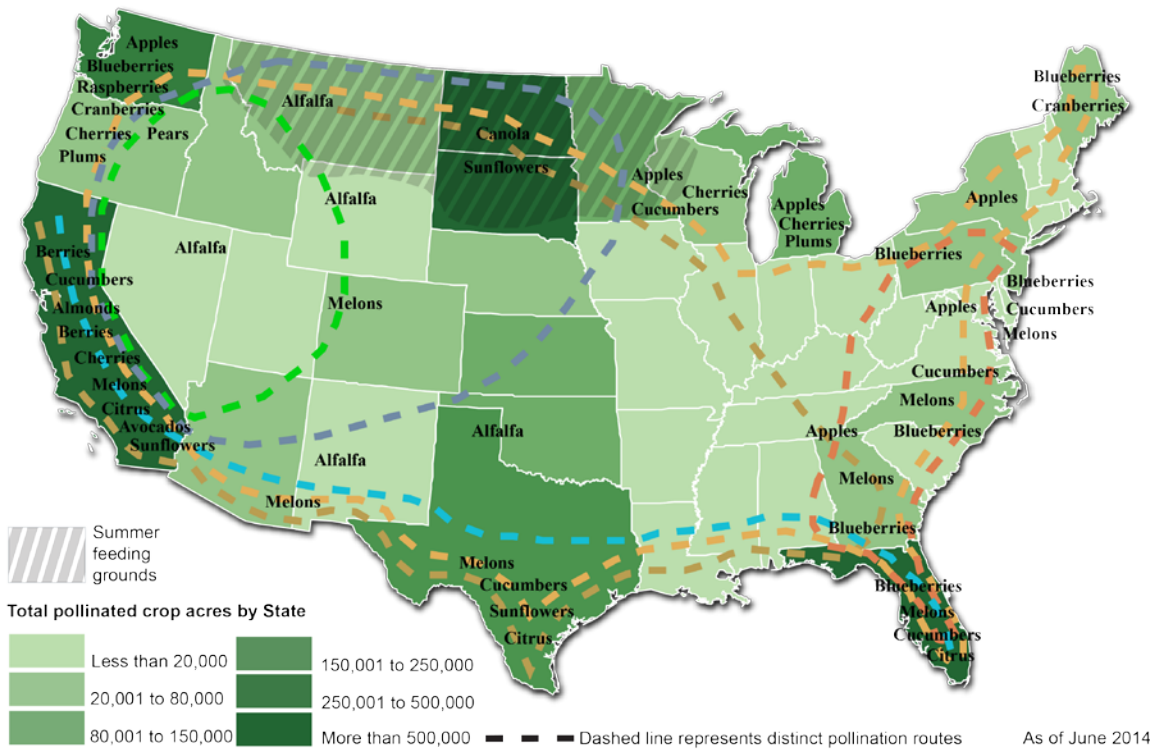 Apples
Blueberries
Raspberries
Cranberries
Cherries Pears
Plums
Alfalfa
Canola
Sunflowers
Alfalfa
Alfalfa
Melons
Apples
Cucumbers
Cherries
Apples
Cherries
Plums
Blueberries
Cranberries
Apples
Blueberries
Blueberries
Apples
Cucumbers
Melons
Cucumbers
Melons
Blueberries
Apples
Melons
Blueberries
Berries
Cucumbers
Almonds
Berries
Cherries
Melons
Citrus
Avocados
Sunflowers
Alfalfa
Alfalfa
Melons
Melons
Cucumbers
Sunflowers
Citrus
Blueberries
Melons
Cucumbers
Citrus
Summer
feeding
grounds
Total pollinated crop acres by State
Less than 20,000
20,001 to 80,000
80,001 to 150,000
150,001 to 250,000
250,001 to 500,000
More than 500,000
Dashed line represents distinct pollination routes
As of June 2014